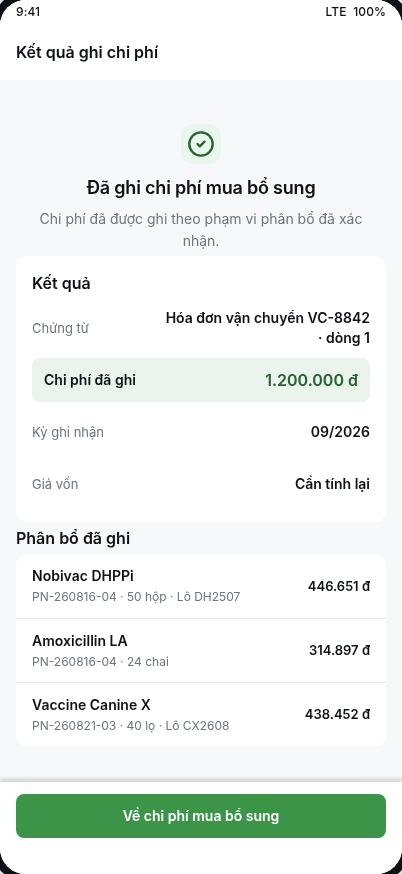 9:41
LTE 100%
Kết quả ghi chi phí
Đã ghi chi phí mua bổ sung
Chi phí đã được ghi theo phạm vi phân bổ đã xác
nhận.
Kết quả
Chứng từ
Hóa đơn vận chuyển VC-8842
· dòng 1
Chi phí đã ghi
1.200.000 đ
Kỳ ghi nhận
09/2026
Giá vốn
Cần tính lại
Phân bổ đã ghi
Nobivac DHPPi
PN-260816-04 · 50 hộp · Lô DH2507
446.651 đ
Amoxicillin LA
PN-260816-04 · 24 chai
314.897 đ
Vaccine Canine X
PN-260821-03 · 40 lọ · Lô CX2608
438.452 đ
Về chi phí mua bổ sung